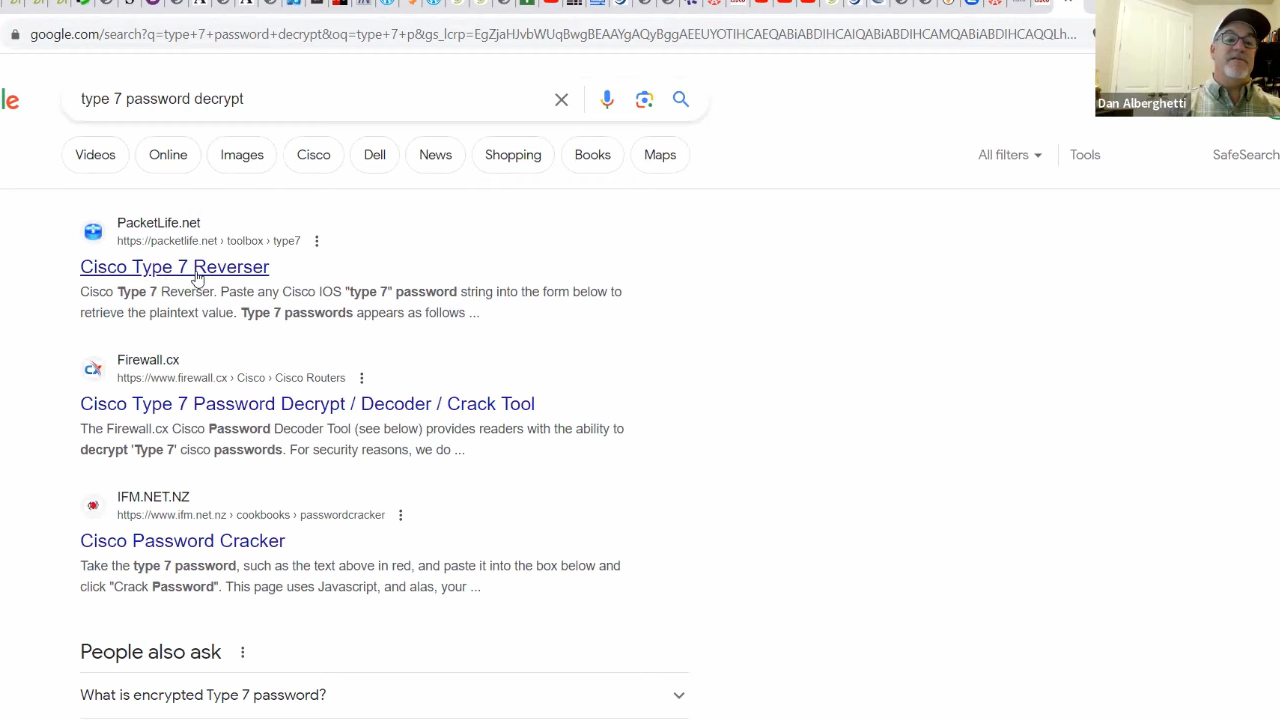 google.com/search?q=type+7+password+decrypt&oq=type+7+p&gs_lcrp=EgZjaHJvbWUqBwgBEAAYgAQyBggAEEUYOTIHCAEQABiABDIHCAIQABiABDIHCAMQABiABDIHCAQQLh...
Dan Alberghetti
le
type 7 password decrypt
Videos Online Images Cisco Dell News Shopping Books Maps All filters Tools SafeSearch
PacketLife.net
https://packetlife.net › toolbox › type7
Cisco Type 7 Reverser
Cisco Type 7 Reverser. Paste any Cisco IOS "type 7" password string into the form below to
retrieve the plaintext value. Type 7 passwords appears as follows ...
Firewall.cx
https://www.firewall.cx › Cisco › Cisco Routers
Cisco Type 7 Password Decrypt / Decoder / Crack Tool
The Firewall.cx Cisco Password Decoder Tool (see below) provides readers with the ability to
decrypt 'Type 7' cisco passwords. For security reasons, we do ...
IFM.NET.NZ
https://www.ifm.net.nz › cookbooks › passwordcracker
Cisco Password Cracker
Take the type 7 password, such as the text above in red, and paste it into the box below and
click "Crack Password". This page uses Javascript, and alas, your ...
People also ask
What is encrypted Type 7 password?